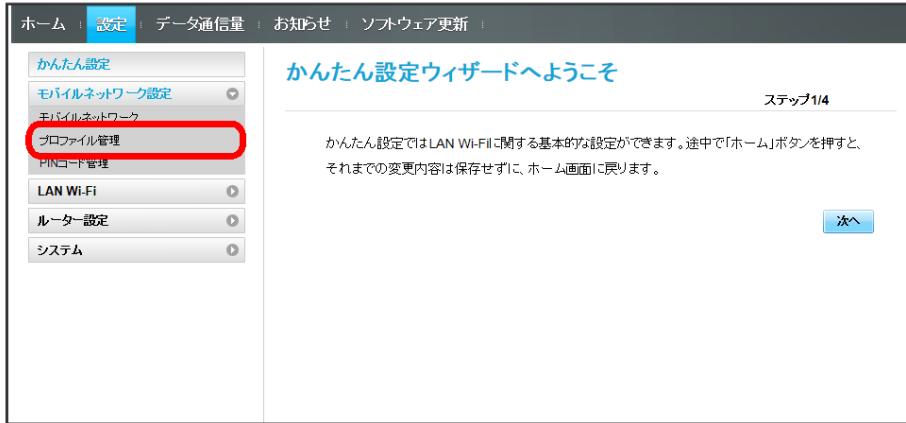 ホーム 設定 データ通信量 お知らせ ソフトウェア更新
かんたん設定
モバイルネットワーク設定
モバイルネットワーク
プロファイル管理
PINコード管理
LAN Wi-Fi
ルーター設定
システム
かんたん設定ウィザードへようこそ
ステップ1/4
かんたん設定ではLAN Wi-Fiに関する基本的な設定ができます。途中で「ホーム」ボタンを押すと、
それまでの変更内容は保存せずに、ホーム画面に戻ります。
次へ